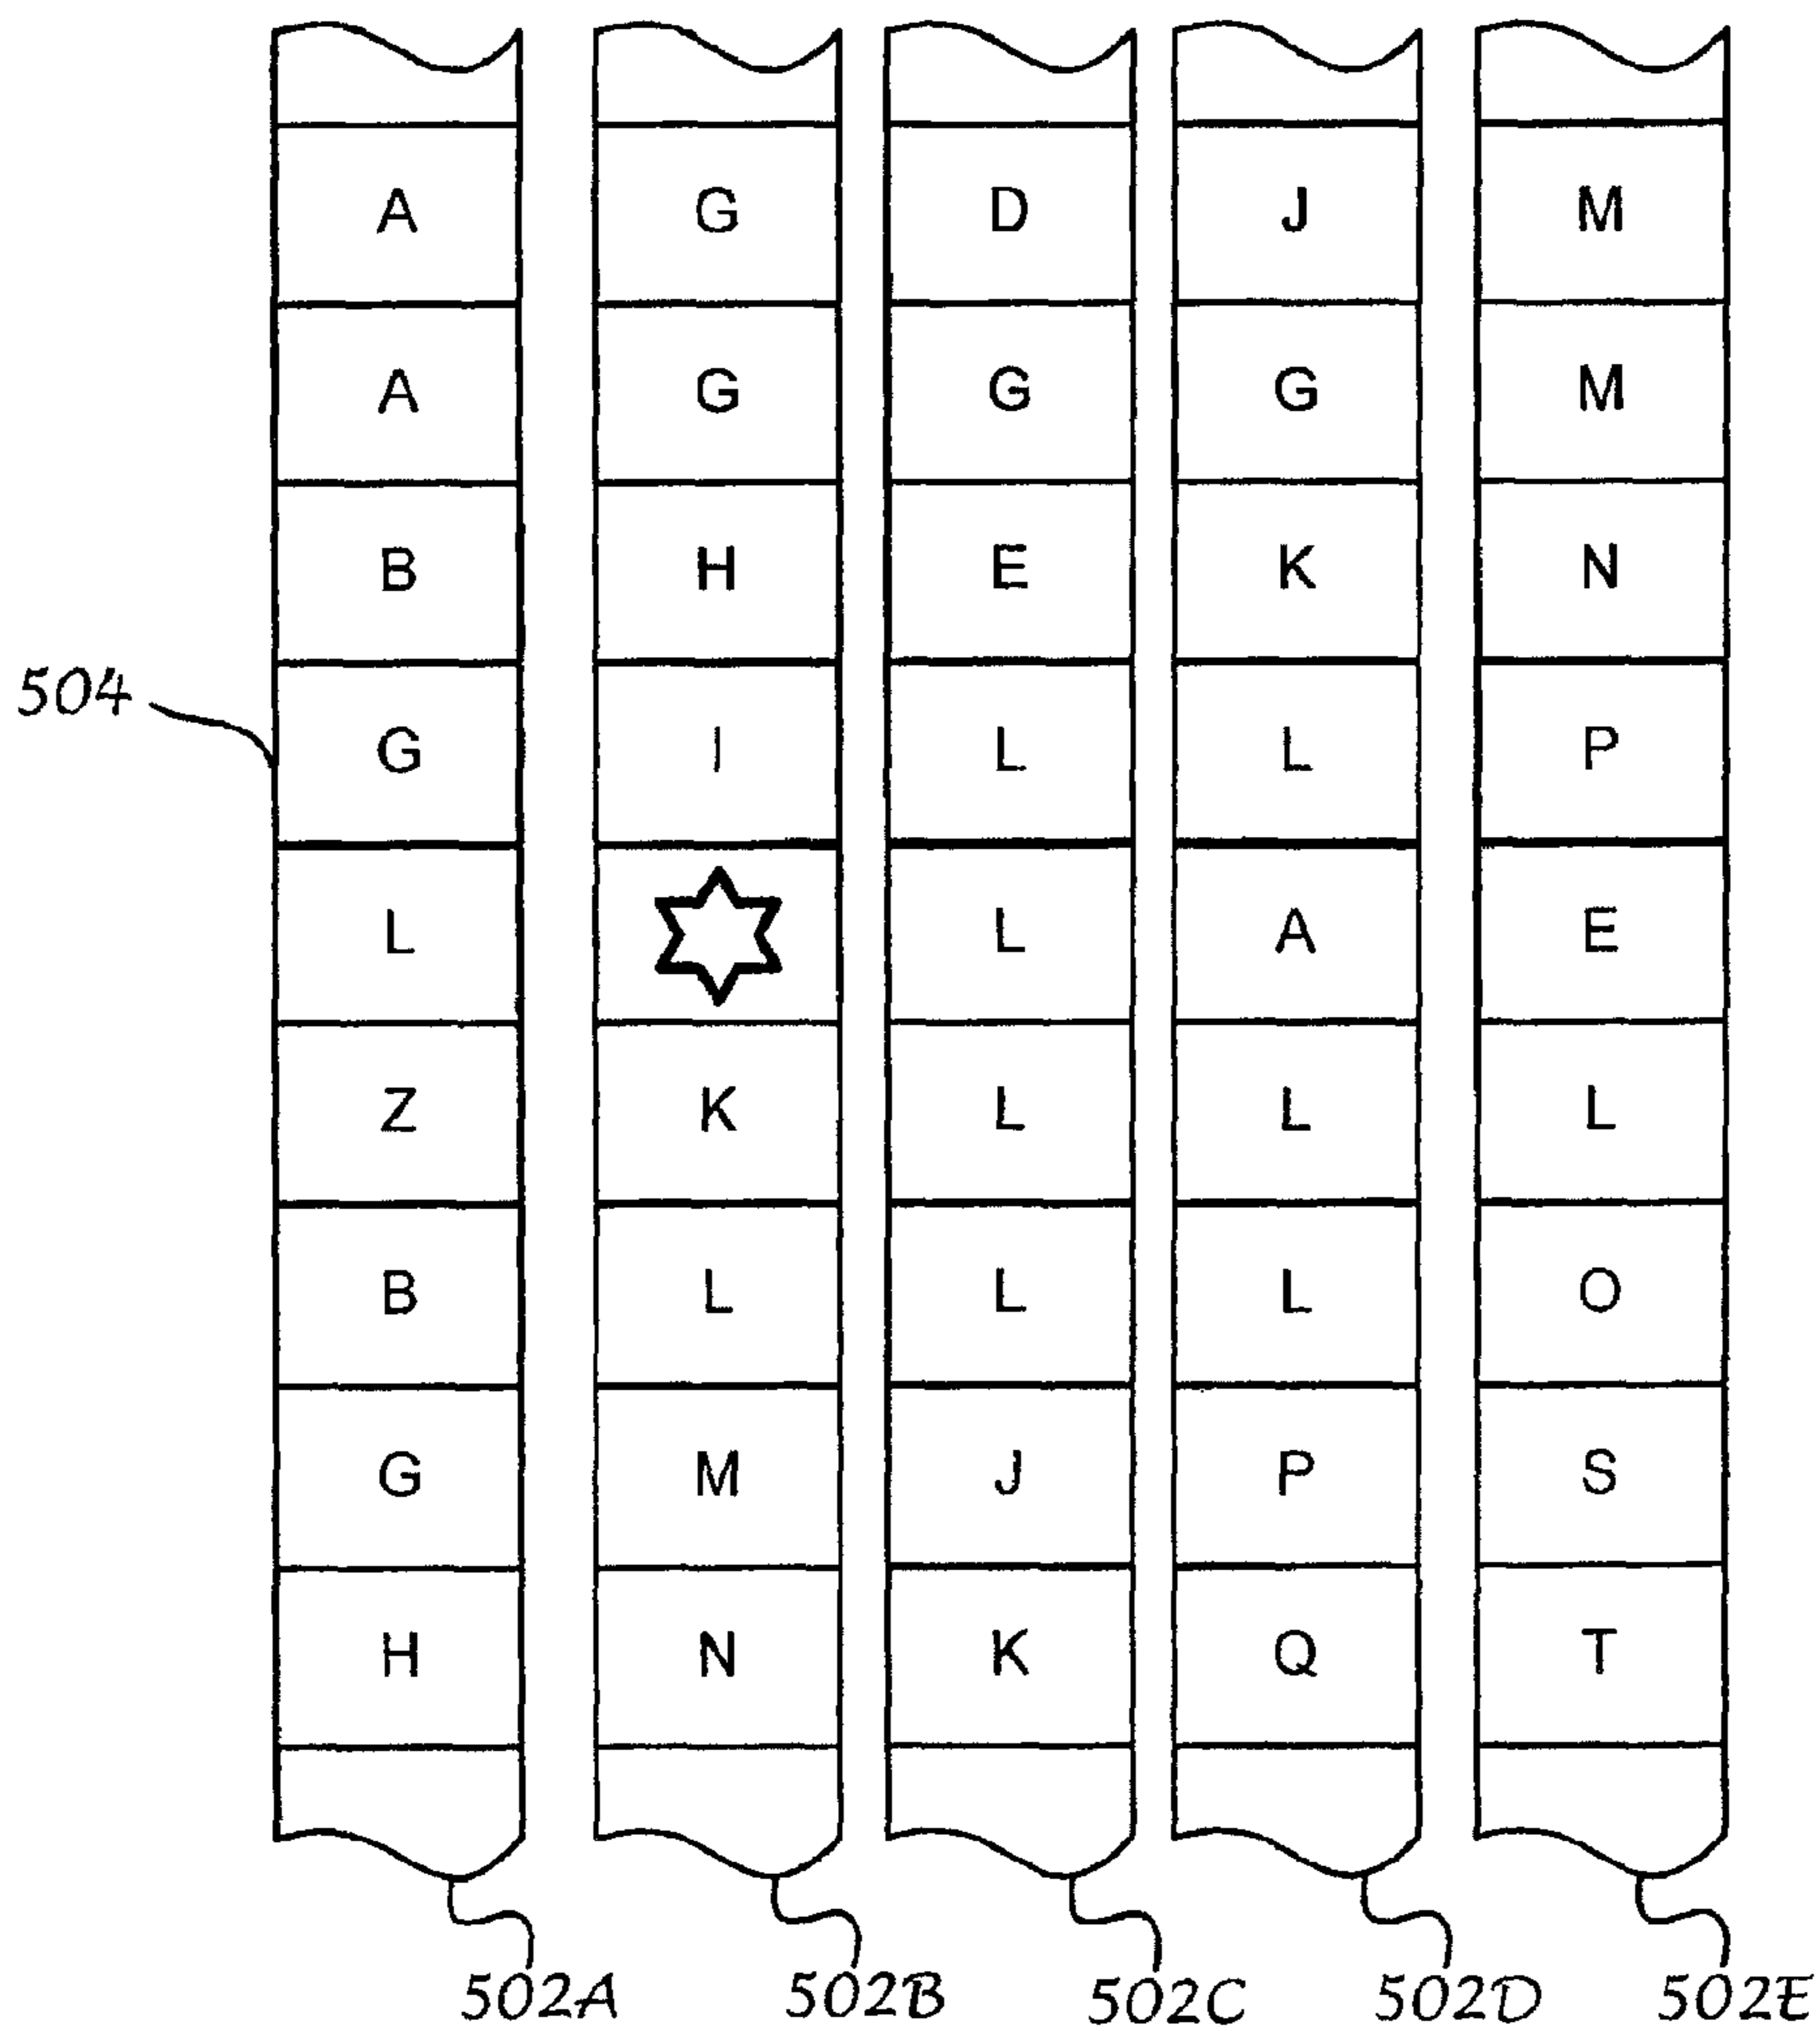 A G D J M
A G G G M
B H E K N
504
G I L L P
L L A E
Z K L L L
B L L L O
G M J P S
H N K Q T
502A 502B 502C 502D 502E